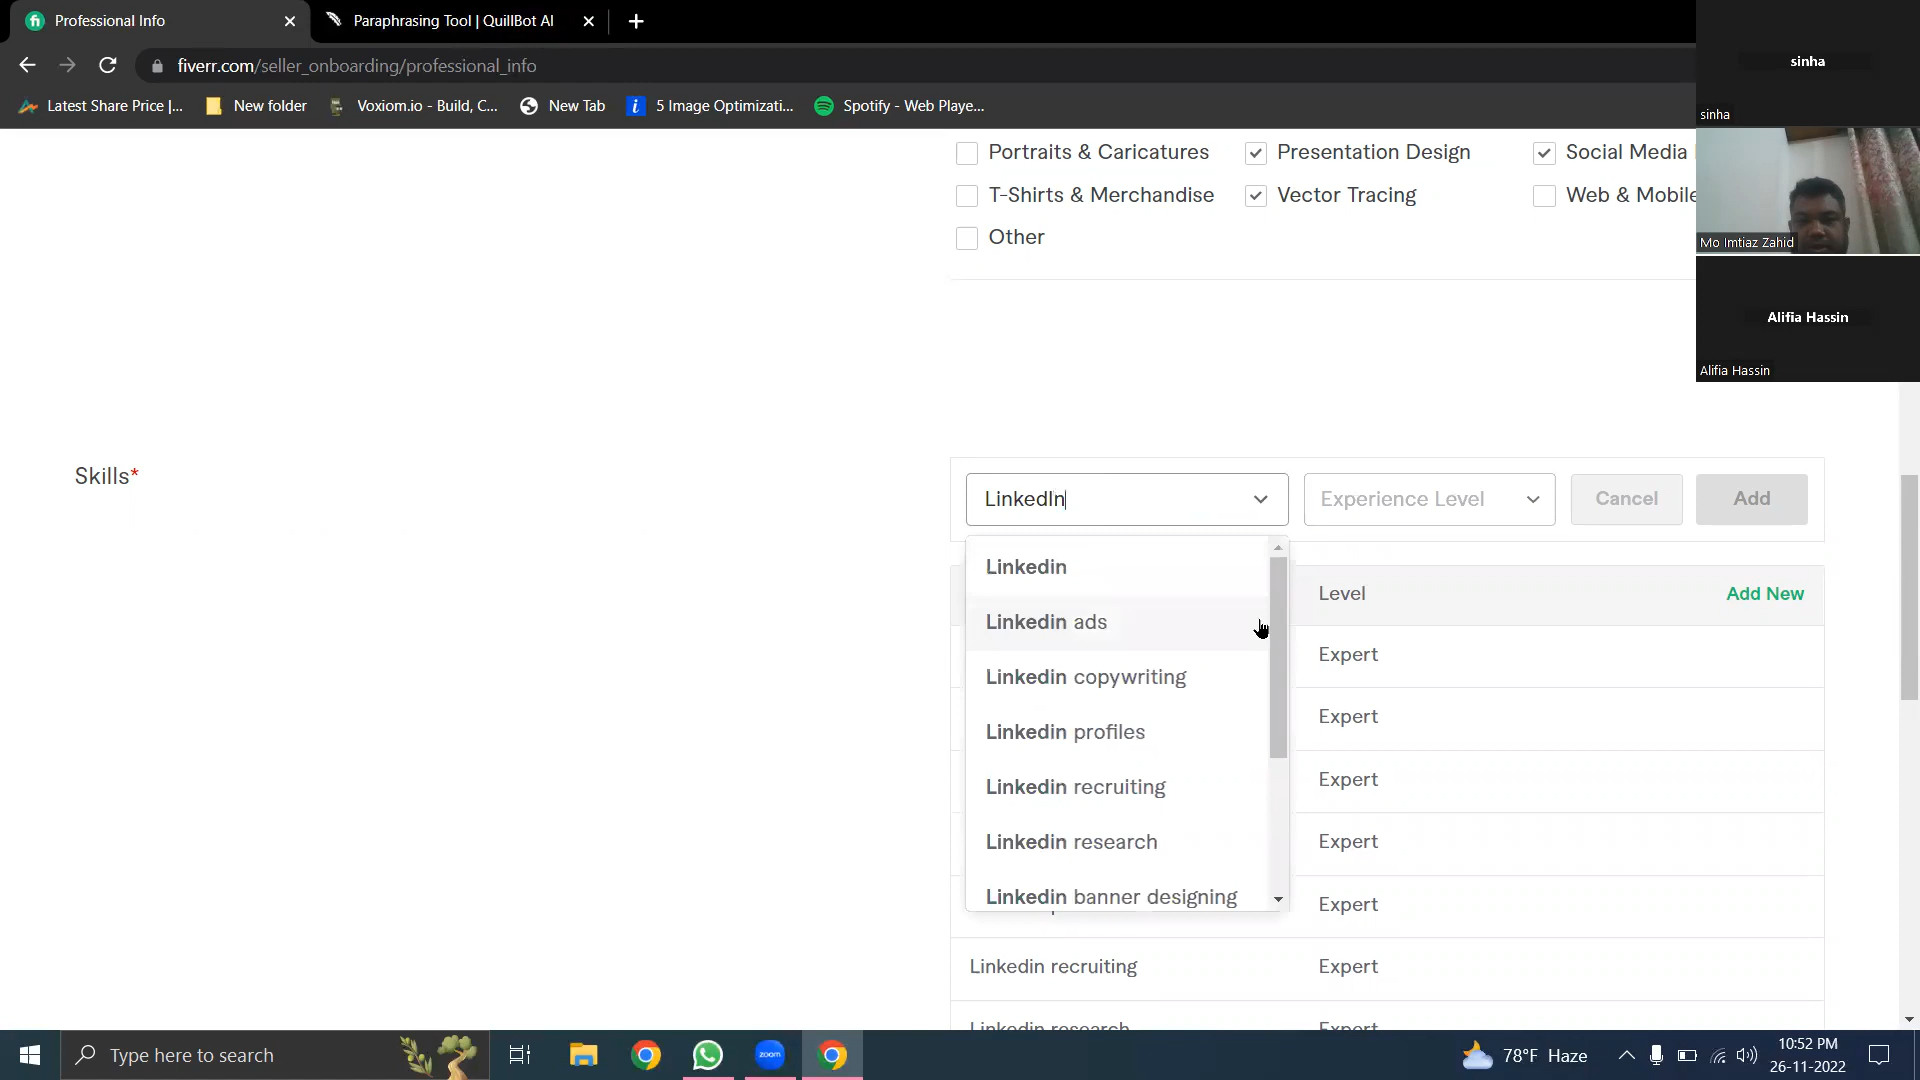 Professional Info
Paraphrasing Tool | QuillBot AI
fiverr.com/seller_onboarding/professional_info
Latest Share Price |...
New folder
Voxiom.io - Build, C...
New Tab
5 Image Optimizati...
Spotify - Web Playe...
sinha
sinha
Mo Imtiaz Zahid
Alifia Hassin
Alifia Hassin
Portraits & Caricatures
Presentation Design
Social Media
T-Shirts & Merchandise
Vector Tracing
Web & Mobile
Other
Skills*
LinkedIn
Experience Level
Cancel
Add
Linkedin
Linkedin ads
Linkedin copywriting
Linkedin profiles
Linkedin recruiting
Linkedin research
Linkedin banner designing
Level
Add New
Expert
Expert
Expert
Expert
Expert
Linkedin recruiting
Expert
Linkedin research
Expert
Type here to search
zoom
78°F Haze
10:52 PM
26-11-2022